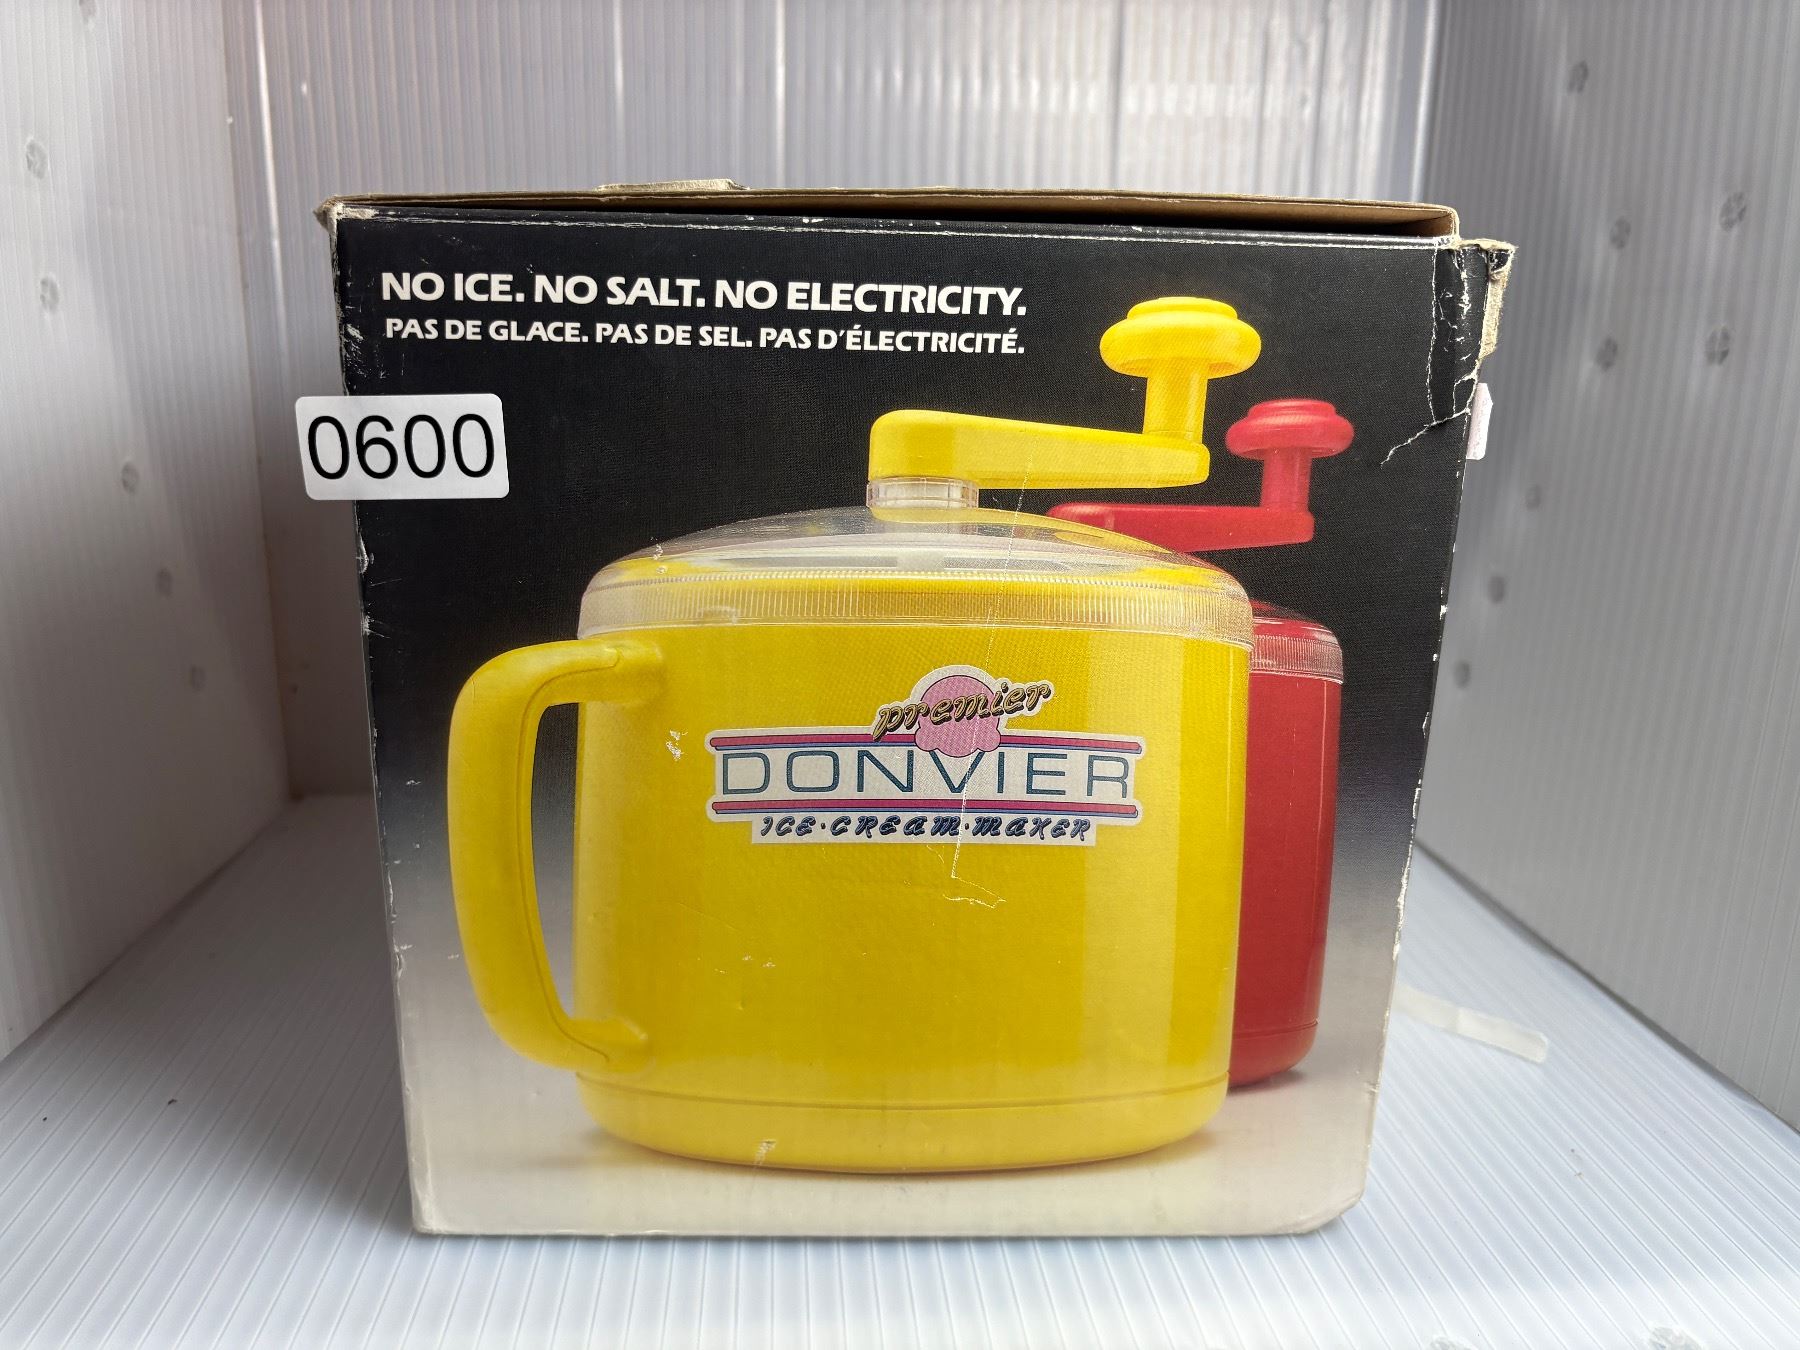 NO ICE. NO SALT. NO ELECTRICITY.
PAS DE GLACE. PAS DE SEL. PAS D'ÉLECTRICITÉ.
0600
premier
DONVIER
ICE·CREAM·MAKER